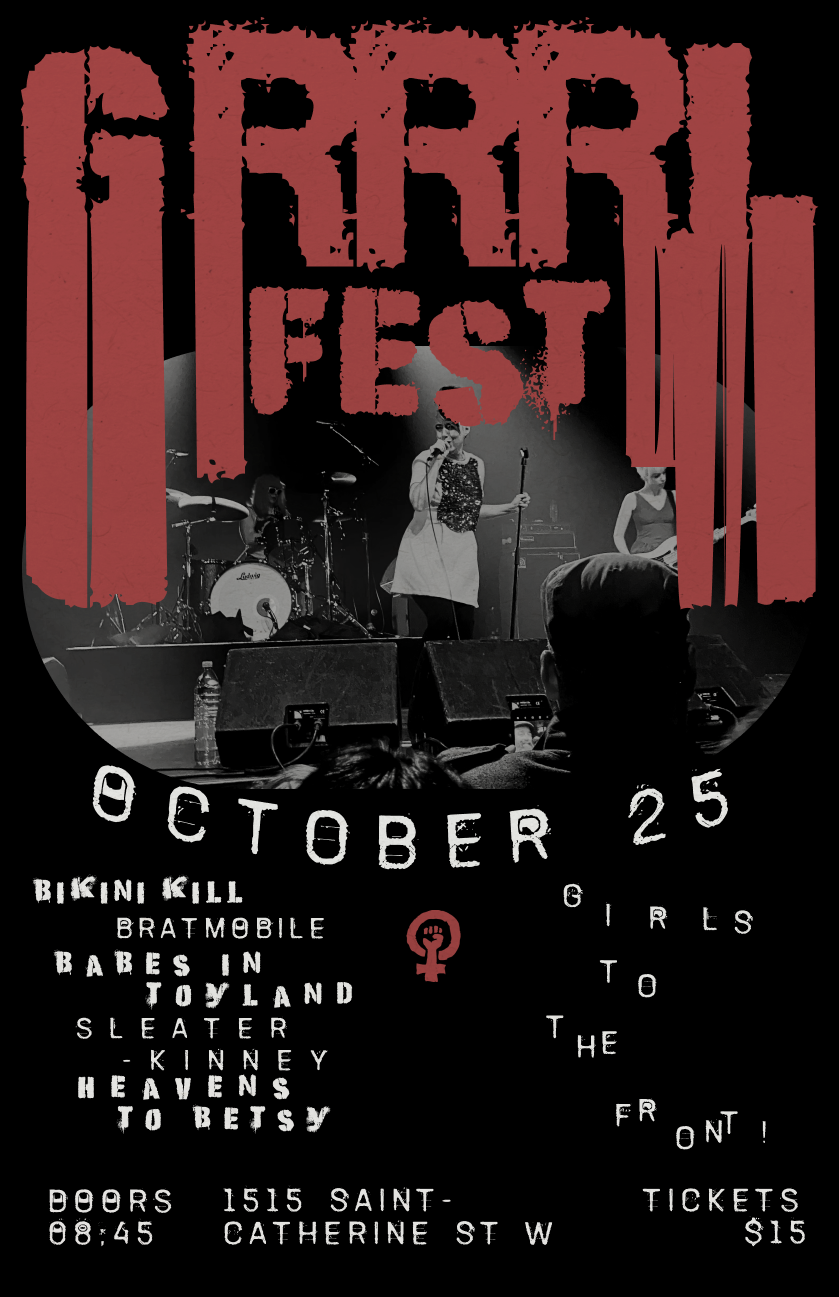 GRRRL
FEST
Ludwig
OCTOBER 25
BIKINI KILL
BRATMOBILE
BABES IN
TOYLAND
SLEATER
-KINNEY
HEAVENS
TO BETSY
GIRLS
TO
THE
FRONT!
DOORS
08:45
1515 SAINT-
CATHERINE ST W
TICKETS
$15